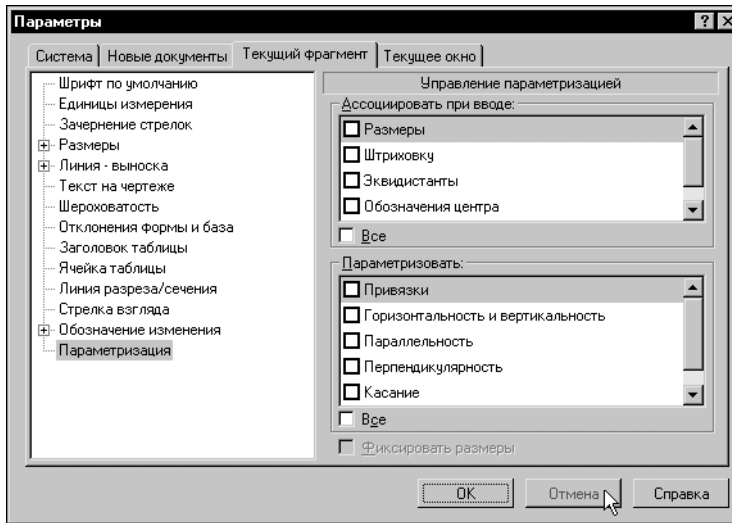 Параметры
Система
Новые документы
Текущий фрагмент
Текущее окно
Шрифт по умолчанию
Единицы измерения
Зачернение стрелок
Размеры
Линия - выноска
Текст на чертеже
Шероховатость
Отклонения формы и база
Заголовок таблицы
Ячейка таблицы
Линия разреза/сечения
Стрелка взгляда
Обозначение изменения
Параметризация
Управление параметризацией
Ассоциировать при вводе:
Размеры
Штриховку
Эквидистанты
Обозначения центра
Все
Параметризовать:
Привязки
Горизонтальность и вертикальность
Параллельность
Перпендикулярность
Касание
Все
Фиксировать размеры
OK
Отмена
Справка